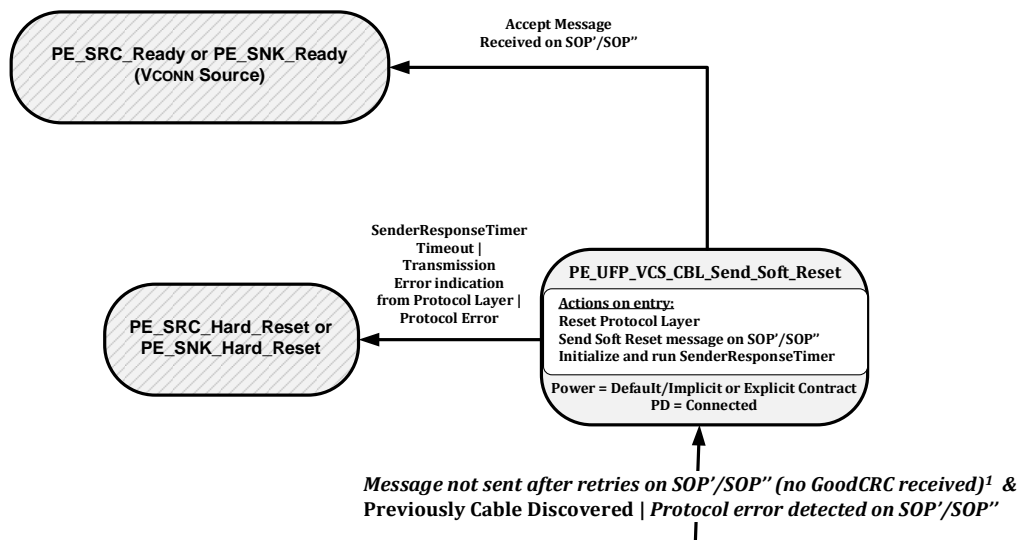 Accept Message
Received on SOP’/SOP’’
PE_SRC_Ready or PE_SNK_Ready
(VCONN Source)
SenderResponseTimer
Timeout |
Transmission
Error indication
from Protocol Layer |
Protocol Error
PE_SRC_Hard_Reset or
PE_SNK_Hard_Reset
PE_UFP_VCS_CBL_Send_Soft_Reset
Actions on entry:
Reset Protocol Layer
Send Soft Reset message on SOP’/SOP’’
Initialize and run SenderResponseTimer
Power = Default/Implicit or Explicit Contract
PD = Connected
Message not sent after retries on SOP’/SOP’’ (no GoodCRC received)¹ &
Previously Cable Discovered | Protocol error detected on SOP’/SOP’’